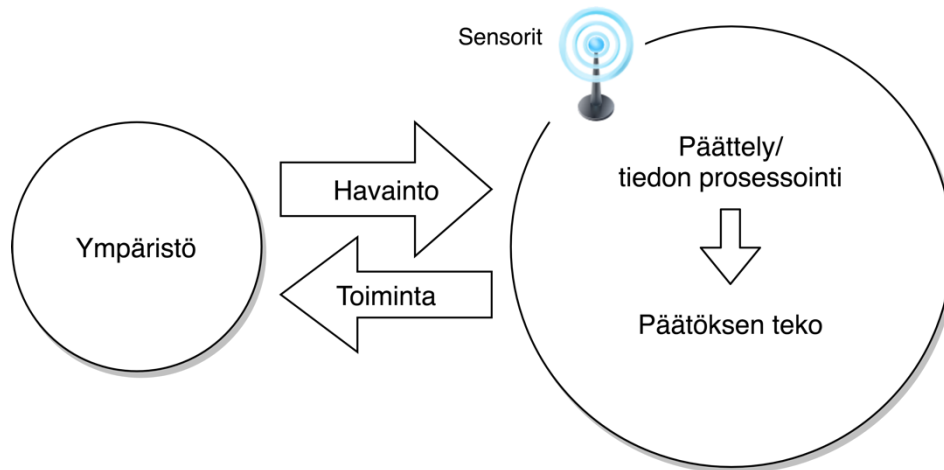 Sensorit
Päättely/
tiedon prosessointi
Havainto
Ympäristö
Toiminta
Päätöksen teko